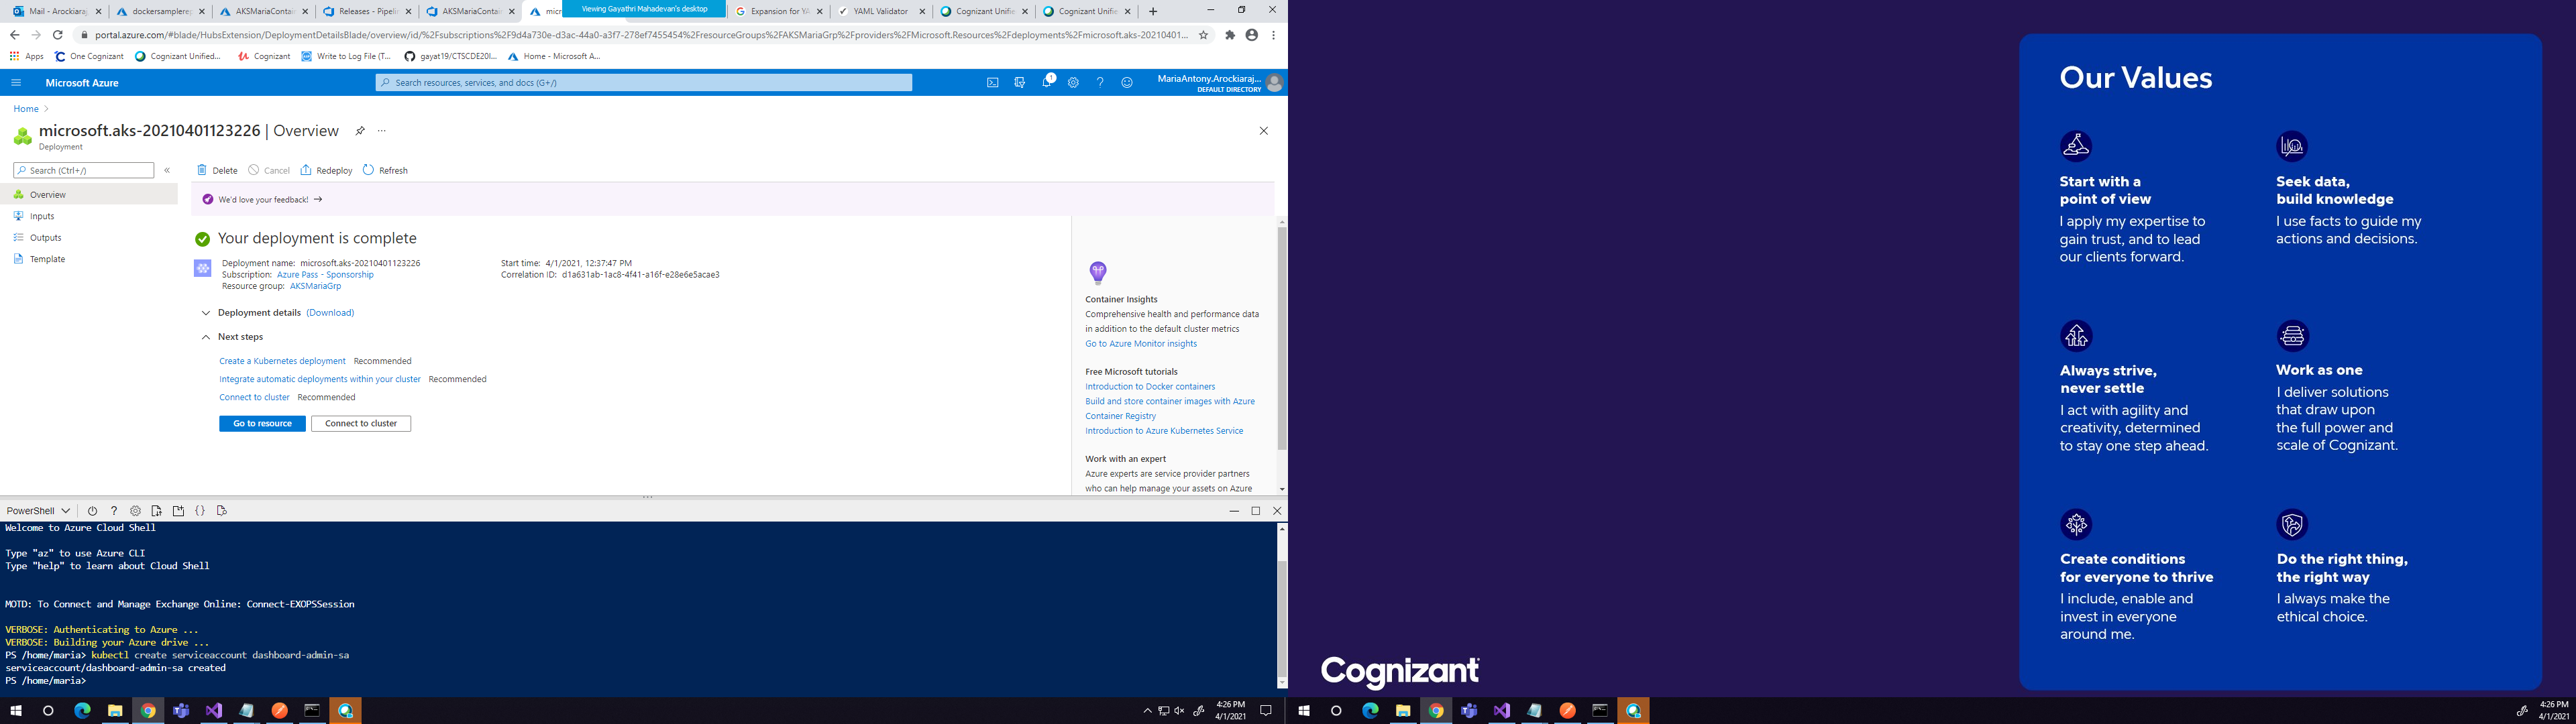 Mail - Arockiaraj
dockersamplereg
AKSMariaContai
Releases - Pipelin
AKSMariaContain
micr
Viewing Gayathri Mahadevan's desktop
Expansion for YA
YAML Validator
Cognizant Unifie
Cognizant Unifie
portal.azure.com/#blade/HubsExtension/DeploymentDetailsBlade/overview/id/%2Fsubscriptions%2F9d4a730e-d3ac-44a0-a3f7-278ef7455454%2FresourceGroups%2FAKSMariaGrp%2Fproviders%2FMicrosoft.Resources%2Fdeployments%2Fmicrosoft.aks-20210401...
Apps
One Cognizant
Cognizant Unified...
Cognizant
Write to Log File (T...
gayat19/CTSCDE20I...
Home - Microsoft A...
Microsoft Azure
Search resources, services, and docs (G+/)
1
MariaAntony.Arockiaraj...
DEFAULT DIRECTORY
Home
microsoft.aks-20210401123226 | Overview
Deployment
Search (Ctrl+/)
Delete
Cancel
Redeploy
Refresh
Overview
Inputs
Outputs
Template
We'd love your feedback! →
Your deployment is complete
Deployment name: microsoft.aks-20210401123226
Subscription: Azure Pass - Sponsorship
Resource group: AKSMariaGrp
Start time: 4/1/2021, 12:37:47 PM
Correlation ID: d1a631ab-1ac8-4f41-a16f-e28e6e5acae3
Deployment details (Download)
Next steps
Create a Kubernetes deployment Recommended
Integrate automatic deployments within your cluster Recommended
Connect to cluster Recommended
Go to resource
Connect to cluster
Container Insights
Comprehensive health and performance data
in addition to the default cluster metrics
Go to Azure Monitor insights
Free Microsoft tutorials
Introduction to Docker containers
Build and store container images with Azure
Container Registry
Introduction to Azure Kubernetes Service
Work with an expert
Azure experts are service provider partners
who can help manage your assets on Azure
PowerShell
Welcome to Azure Cloud Shell
Type "az" to use Azure CLI
Type "help" to learn about Cloud Shell
MOTD: To Connect and Manage Exchange Online: Connect-EXOPSSession
VERBOSE: Authenticating to Azure ...
VERBOSE: Building your Azure drive ...
PS /home/maria> kubectl create serviceaccount dashboard-admin-sa
serviceaccount/dashboard-admin-sa created
PS /home/maria>
4:26 PM
4/1/2021
Our Values
Start with a
point of view
I apply my expertise to
gain trust, and to lead
our clients forward.
Seek data,
build knowledge
I use facts to guide my
actions and decisions.
Always strive,
never settle
I act with agility and
creativity, determined
to stay one step ahead.
Work as one
I deliver solutions
that draw upon
the full power and
scale of Cognizant.
Create conditions
for everyone to thrive
I include, enable and
invest in everyone
around me.
Do the right thing,
the right way
I always make the
ethical choice.
Cognizant
4:26 PM
4/1/2021